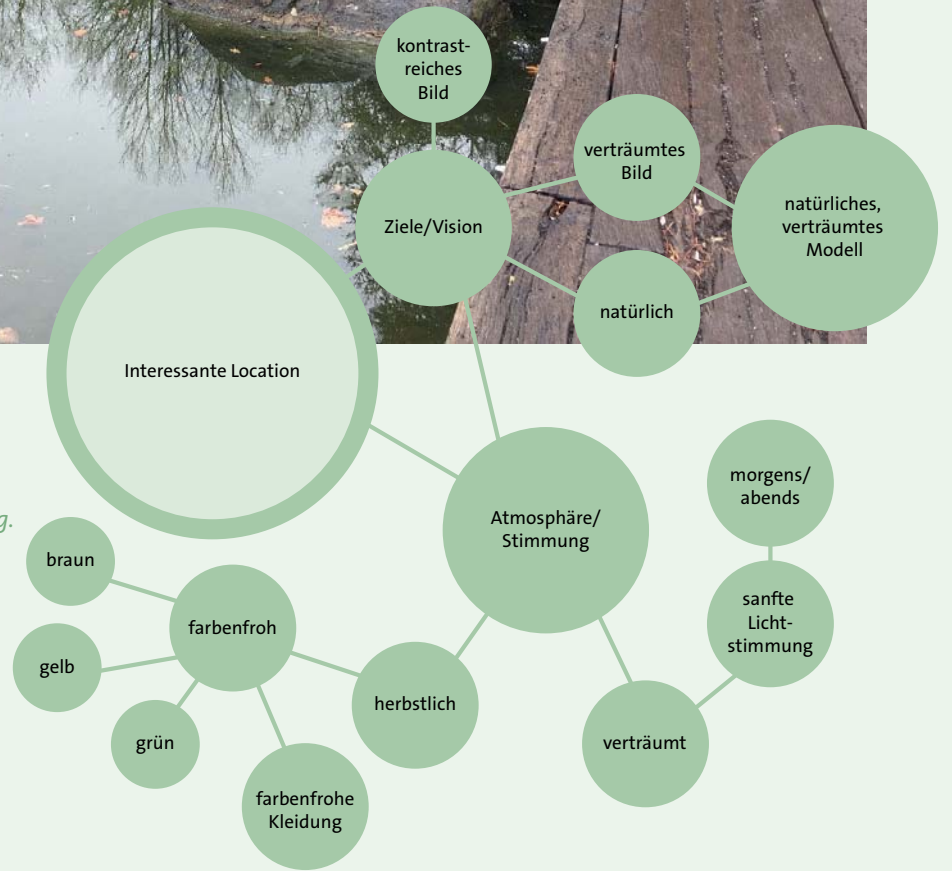 kontrast-
reiches
Bild
verträumtes
Bild
Ziele/Vision
natürliches,
verträumtes
Modell
natürlich
Interessante Location
morgens/
abends
Atmosphäre/
Stimmung
g.
braun
sanfte
Licht-
stimmung
farbenfroh
gelb
herbstlich
grün
verträumt
farbenfrohe
Kleidung